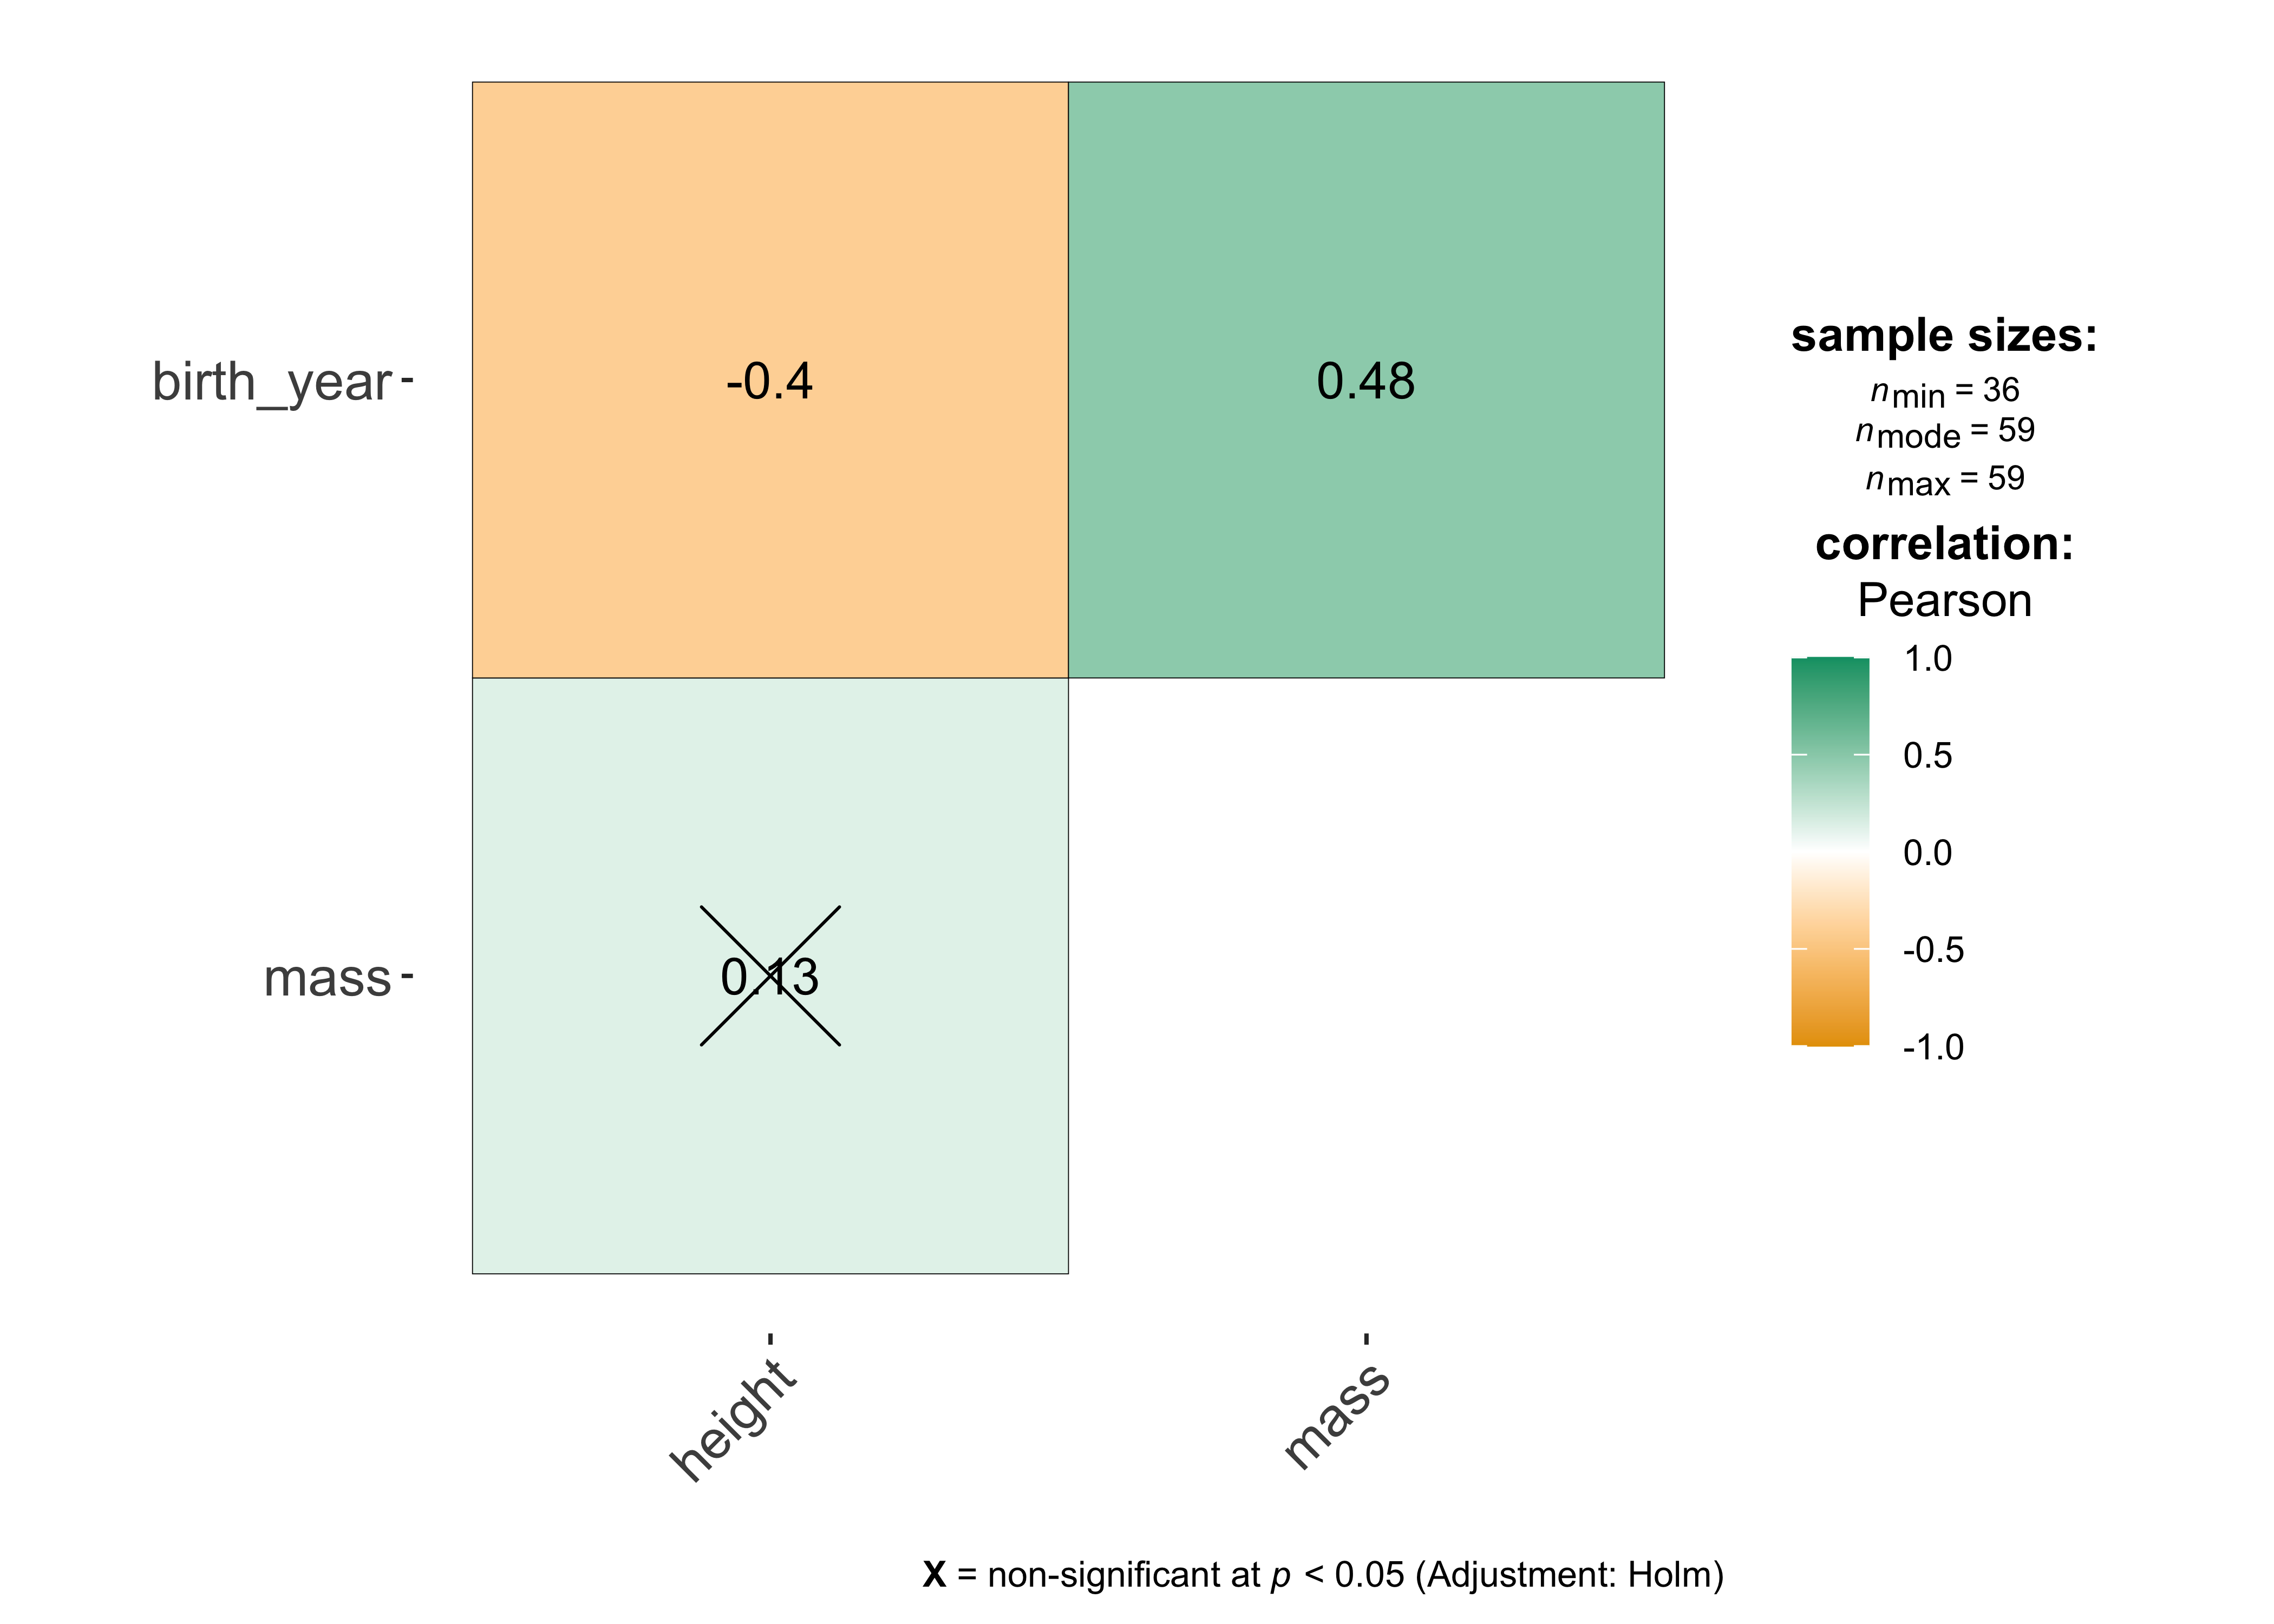 birth_year
-0.4
0.48
mass
0.13
height
mass
sample sizes:
nmin = 36
nmode = 59
nmax = 59
correlation:
Pearson
1.0
0.5
0.0
-0.5
-1.0
X = non-significant at p < 0.05 (Adjustment: Holm)